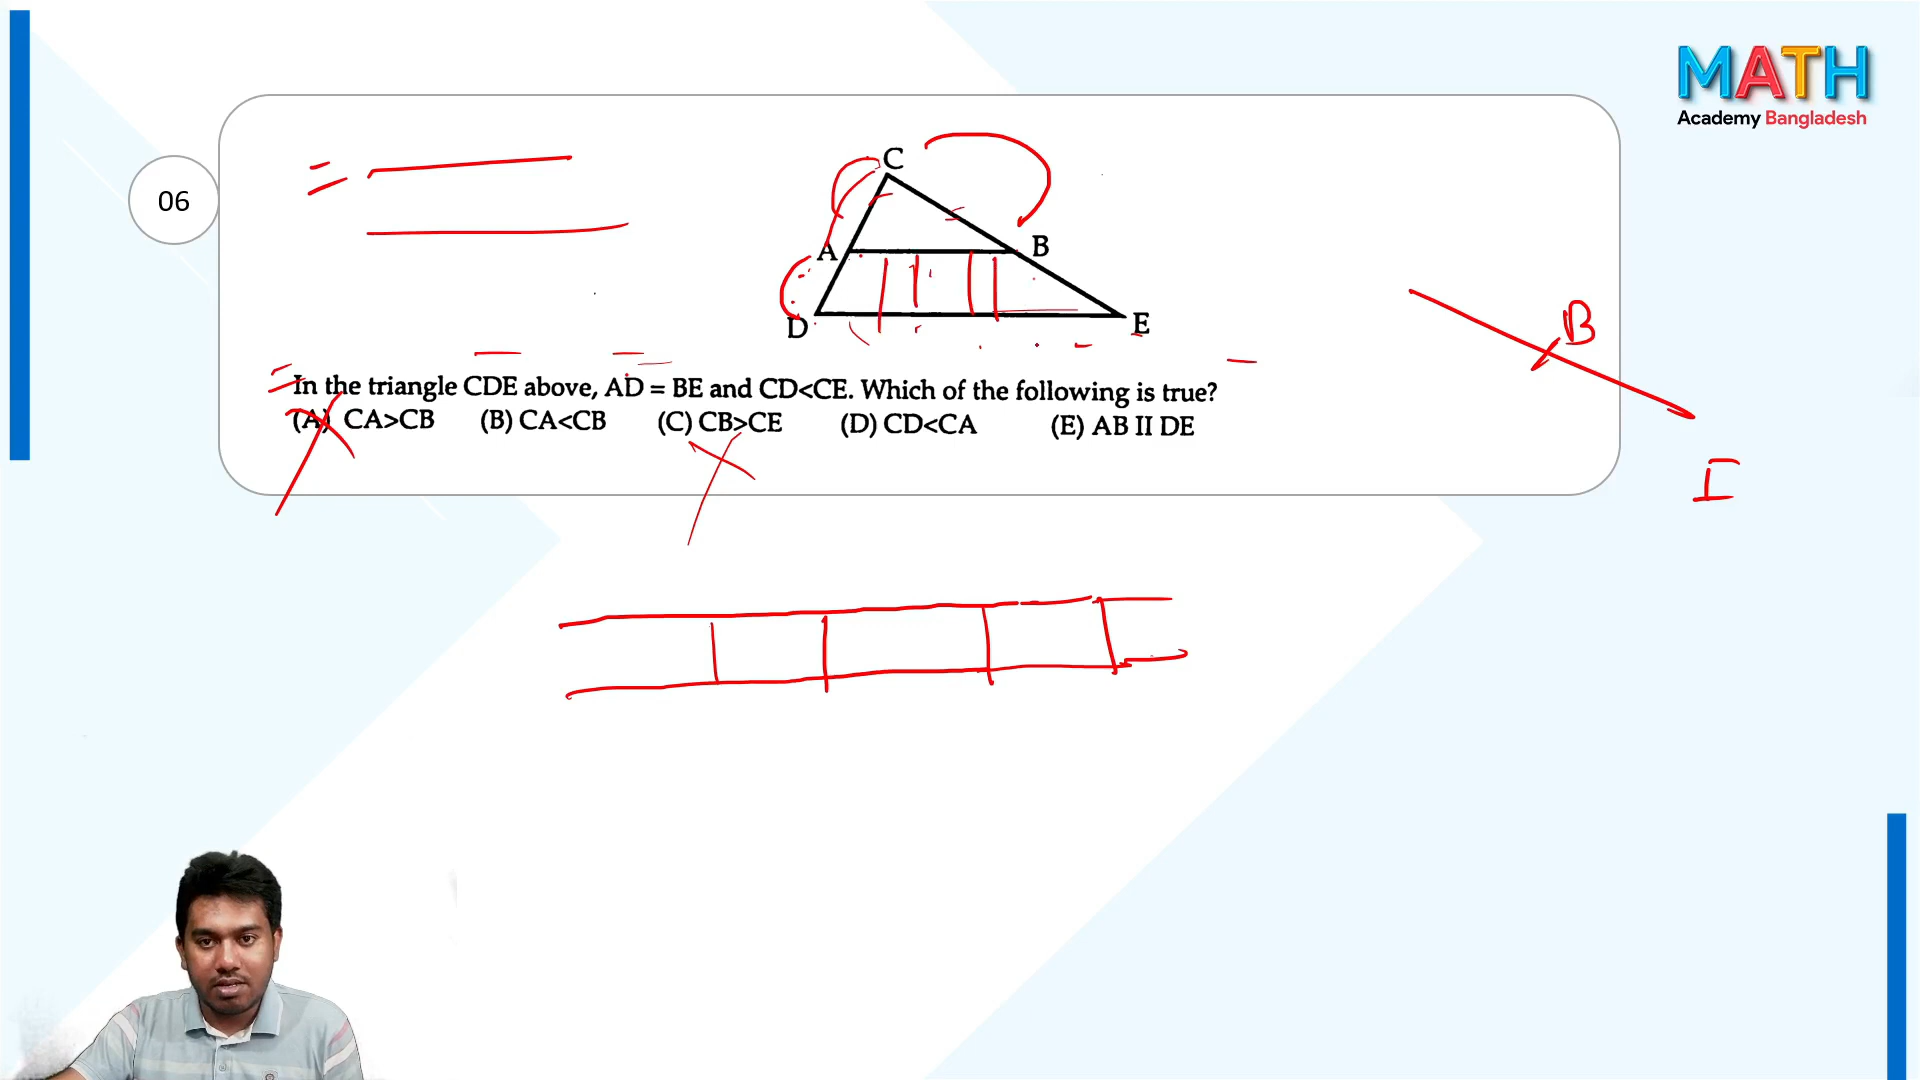 MATH
Academy Bangladesh
06
C
A
B
D
E
B
In the triangle CDE above, AD = BE and CD<CE. Which of the following is true?
(A) CA>CB (B) CA<CB (C) CB>CE (D) CD<CA (E) AB II DE